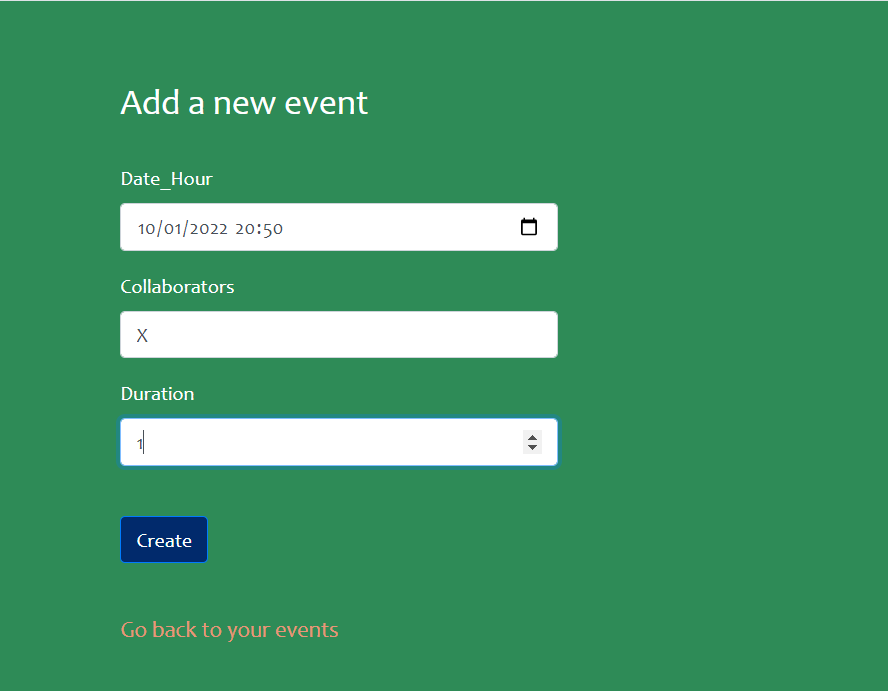 Add a new event
Date_Hour
10/01/2022 20:50
Collaborators
X
Duration
1
Create
Go back to your events